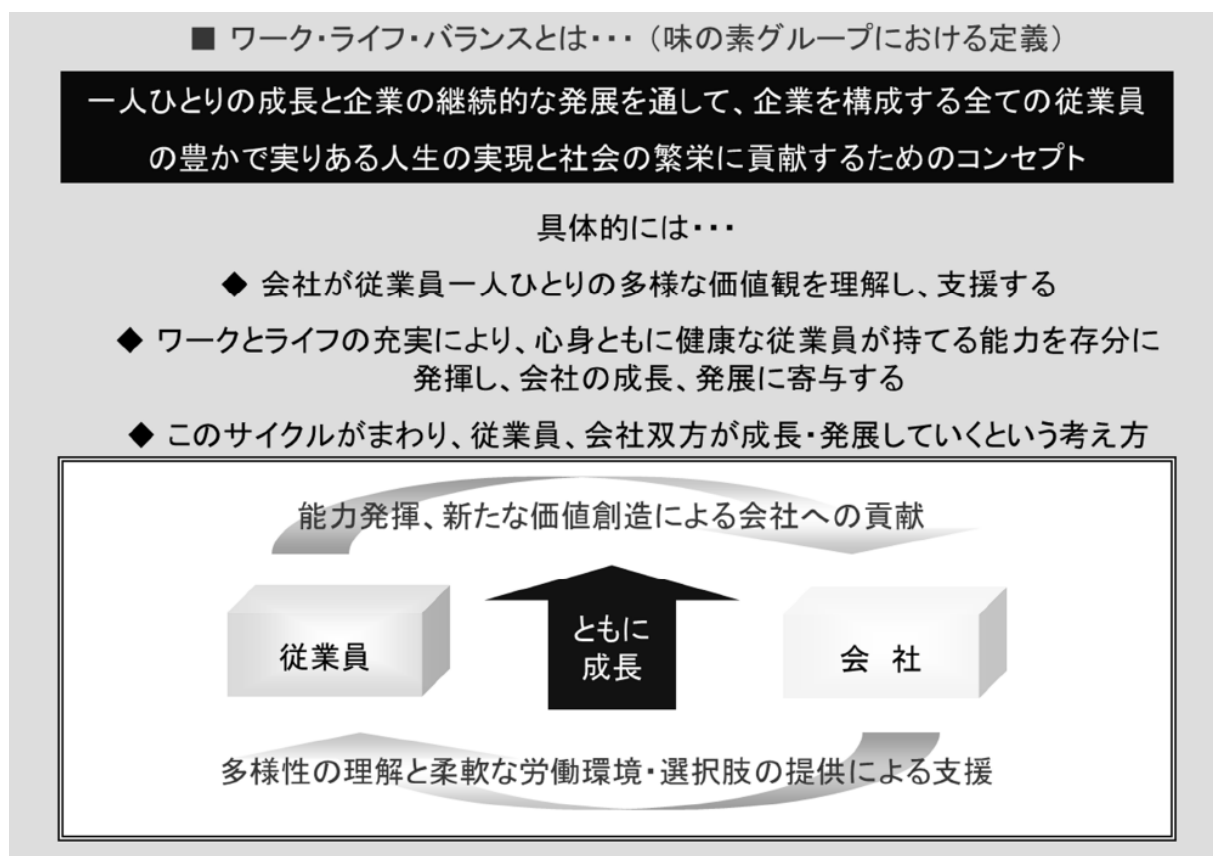 ■ ワーク・ライフ・バランスとは・・・（味の素グループにおける定義）
一人ひとりの成長と企業の継続的な発展を通して、企業を構成する全ての従業員
の豊かで実りある人生の実現と社会の繁栄に貢献するためのコンセプト
具体的には・・・
◆ 会社が従業員一人ひとりの多様な価値観を理解し、支援する
◆ ワークとライフの充実により、心身ともに健康な従業員が持てる能力を存分に
発揮し、会社の成長、発展に寄与する
◆ このサイクルがまわり、従業員、会社双方が成長・発展していくという考え方
能力発揮、新たな価値創造による会社への貢献
従業員
ともに
成長
会 社
多様性の理解と柔軟な労働環境・選択肢の提供による支援